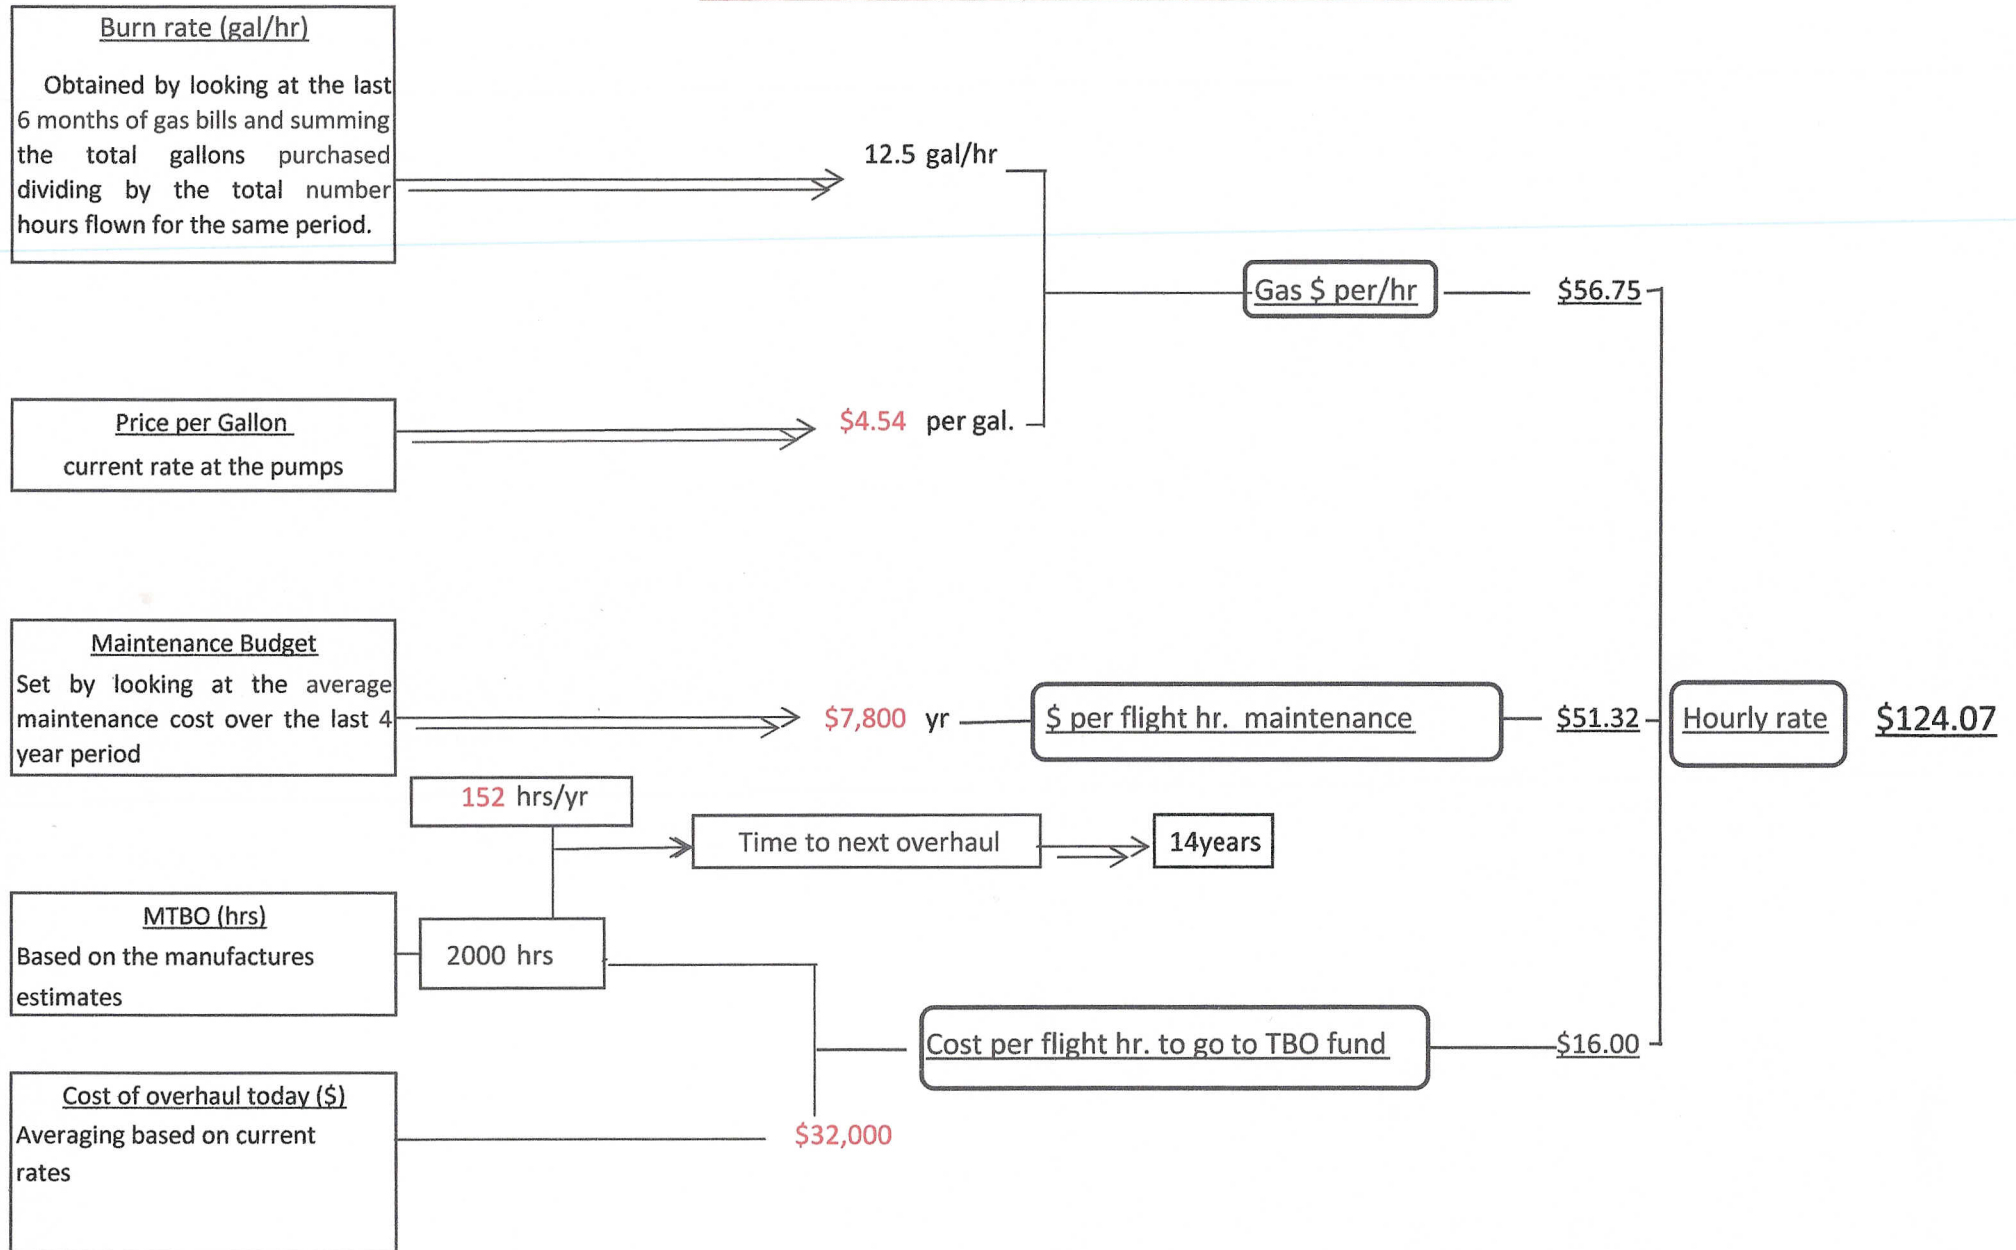 Burn rate (gal/hr)
Obtained by looking at the last
6 months of gas bills and summing
the total gallons purchased
dividing by the total number
hours flown for the same period.
12.5 gal/hr
Gas $ per/hr
$56.75
Price per Gallon
current rate at the pumps
$4.54 per gal.
Maintenance Budget
Set by looking at the average
maintenance cost over the last 4
year period
$7,800 yr
$ per flight hr. maintenance
$51.32
Hourly rate
$124.07
152 hrs/yr
Time to next overhaul
14years
MTBO (hrs)
Based on the manufactures
estimates
2000 hrs
Cost per flight hr. to go to TBO fund
$16.00
Cost of overhaul today ($)
Averaging based on current
rates
$32,000